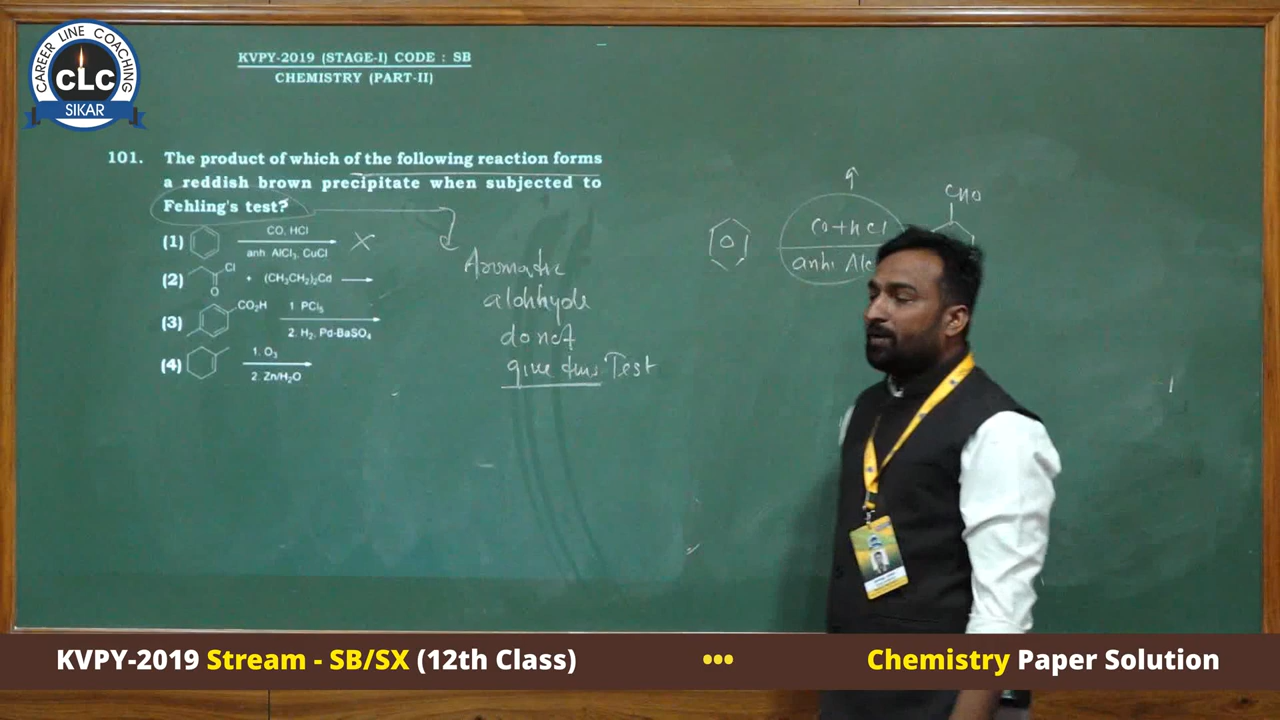 CAREER LINE COACHING
CLC
SIKAR
KVPY-2019 (STAGE-I) CODE : SB
CHEMISTRY (PART-II)
101. The product of which of the following reaction forms
a reddish brown precipitate when subjected to
Fehling's test?
(1) CO, HCl
anh. AlCl₃, CuCl
(2) Cl
O + (CH₃CH₂)₂Cd
(3) CO₂H 1. PCl₅
2. H₂, Pd-BaSO₄
(4) 1. O₃
2. Zn/H₂O
Aromatic
aldhhyde
do not
give this Test
CO+HCl
anh. Alc
CHO
KVPY-2019 Stream - SB/SX (12th Class) ••• Chemistry Paper Solution